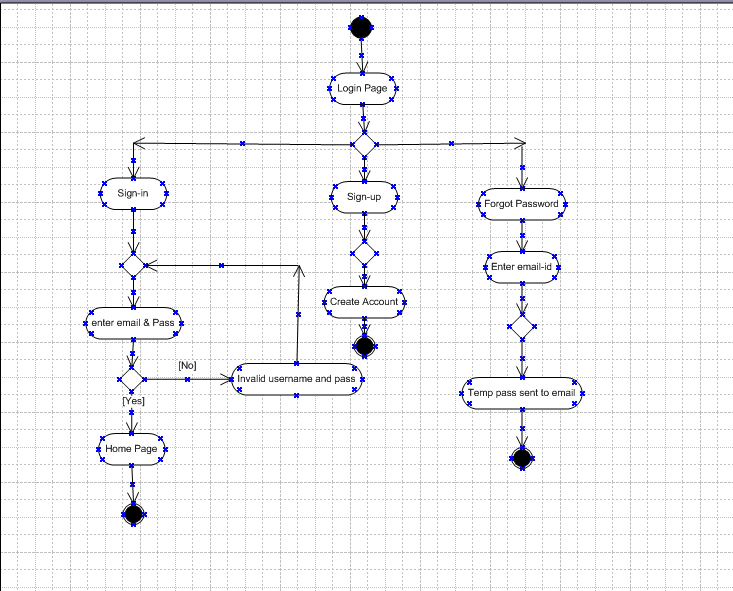 Login Page
Sign-in
Sign-up
Forgot Password
Enter email-id
Create Account
enter email & Pass
[No]
Invalid username and pass
[Yes]
Temp pass sent to email
Home Page